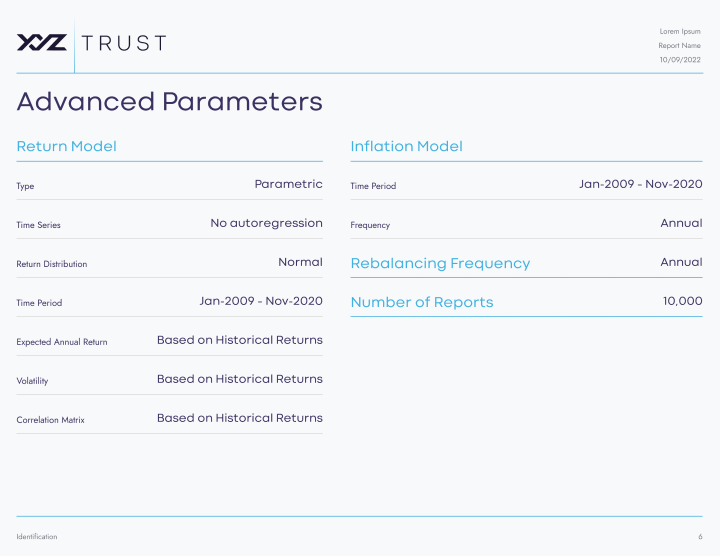 XYZ TRUST
Lorem Ipsum
Report Name
10/09/2022
Advanced Parameters
Return Model
Type Parametric
Time Series No autoregression
Return Distribution Normal
Time Period Jan-2009 - Nov-2020
Expected Annual Return Based on Historical Returns
Volatility Based on Historical Returns
Correlation Matrix Based on Historical Returns
Inflation Model
Time Period Jan-2009 - Nov-2020
Frequency Annual
Rebalancing Frequency Annual
Number of Reports 10,000
Identification 6